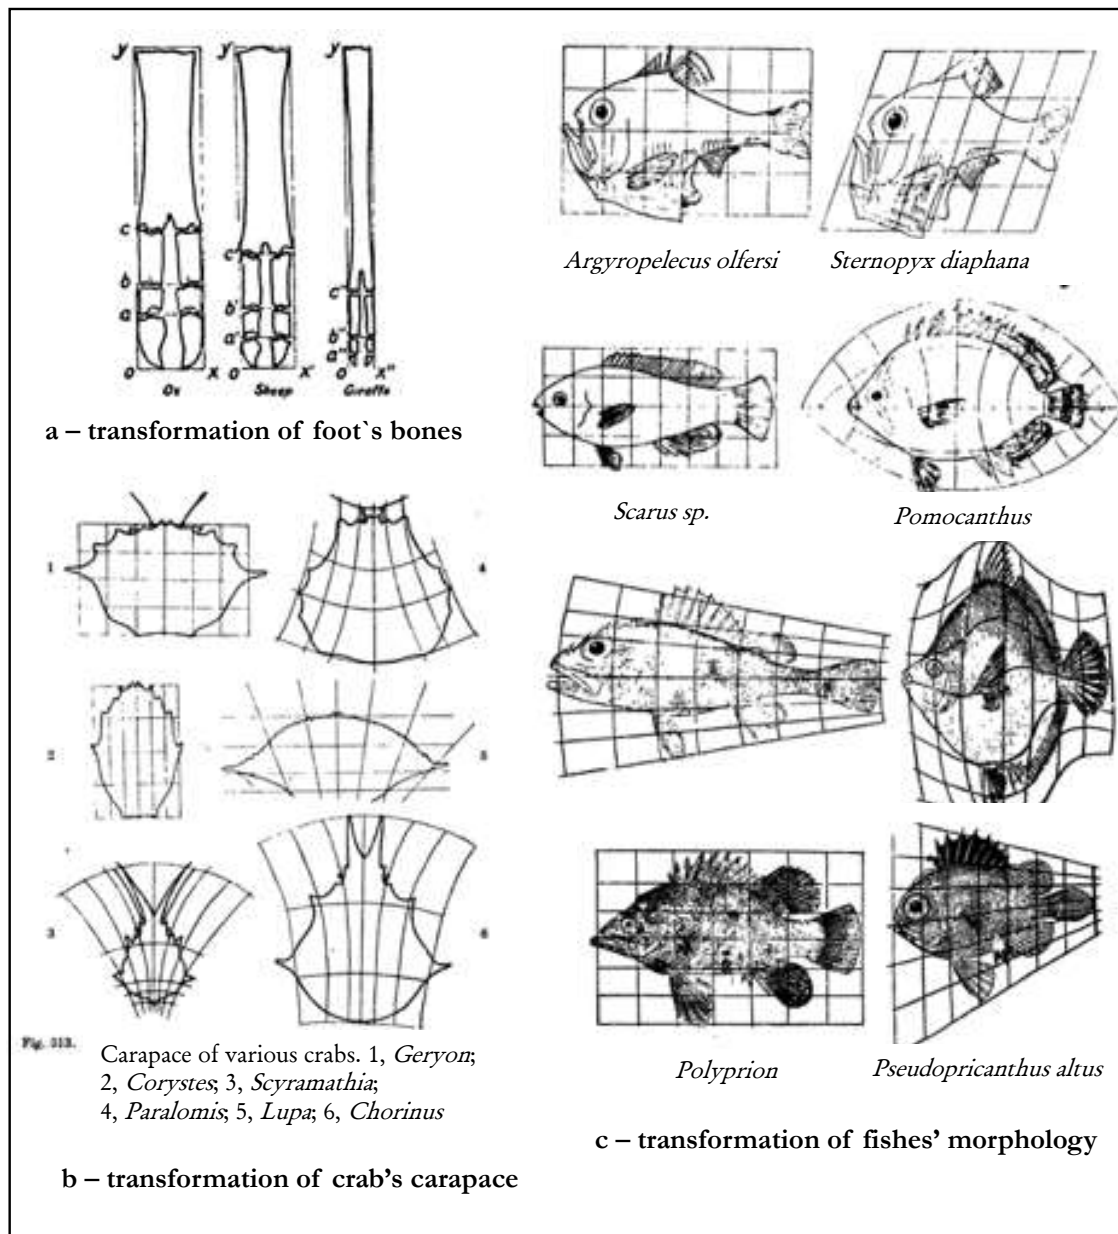 y y' y"
c
c'
b
a
b'
a'
c"
b"
a"
O X O X' O X"
Ox Sheep Giraffe
a – transformation of foot`s bones
1
4
2
5
3
6
Fig. 513.
Carapace of various crabs. 1, Geryon;
2, Corystes; 3, Scyramathia;
4, Paralomis; 5, Lupa; 6, Chorinus
b – transformation of crab's carapace
Argyropelecus olfersi Sternopyx diaphana
Scarus sp. Pomocanthus
Polyprion Pseudopricanthus altus
c – transformation of fishes' morphology